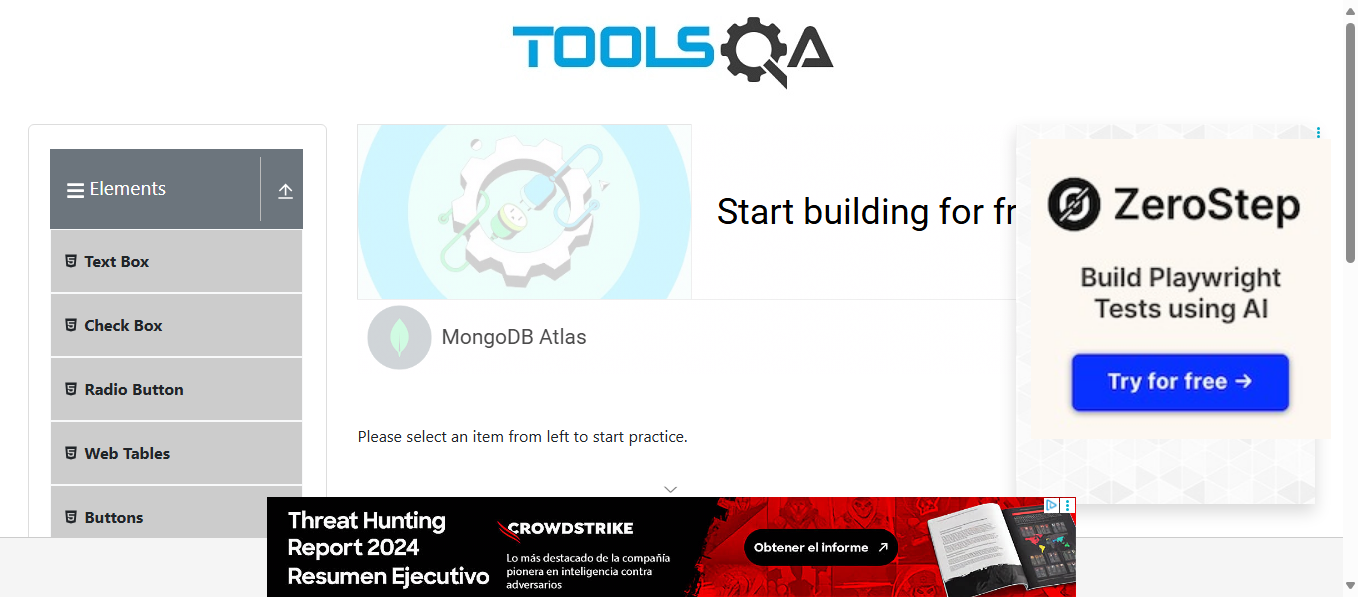 TOOLSQA
Elements
Text Box
Check Box
Radio Button
Web Tables
Buttons
Start building for fr
MongoDB Atlas
Please select an item from left to start practice.
ZeroStep
Build Playwright
Tests using AI
Try for free →
Threat Hunting
Report 2024
Resumen Ejecutivo
CROWDSTRIKE
Lo más destacado de la compañía
pionera en inteligencia contra
adversarios
Obtener el informe